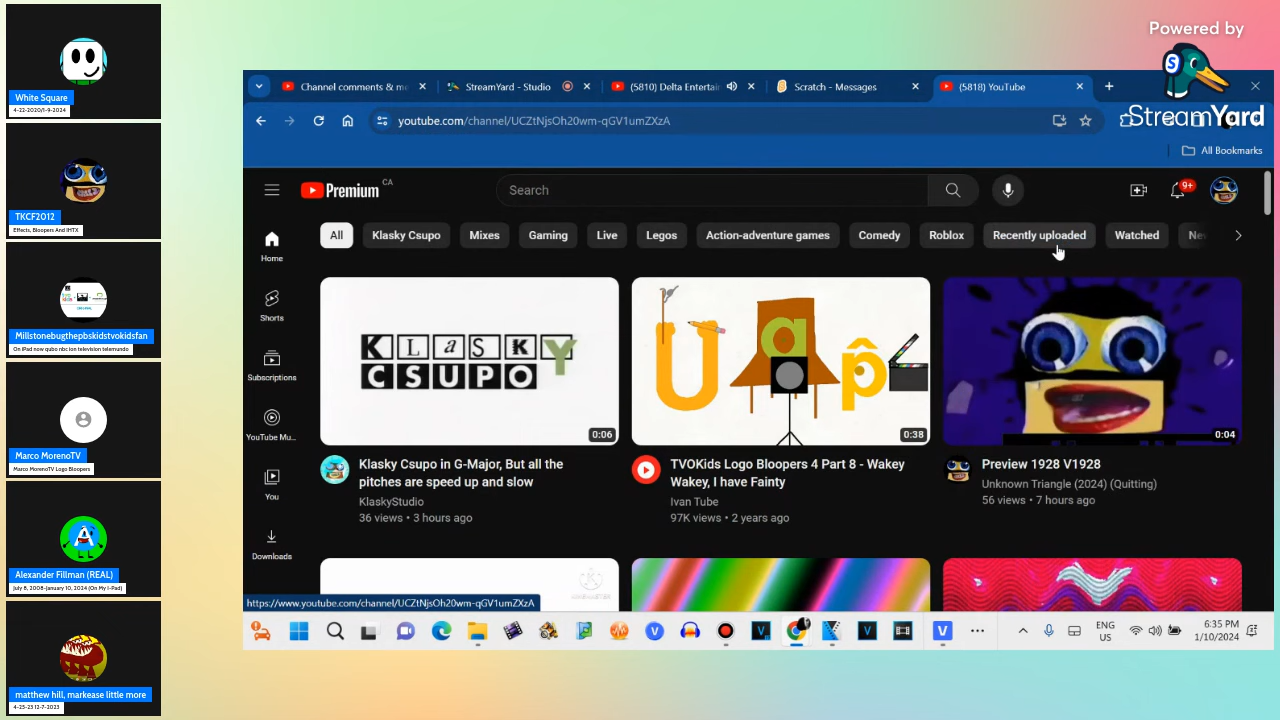 White Square
4-22-2020/1-9-2024
TKCF2012
Effects, Bloopers And IHTX
Millstonebugthepbskidstvokidsfan
On iPad now qubo nbc ion television telemundo
Marco MorenoTV
Marco MorenoTV Logo Bloopers
Alexander Fillman (REAL)
July 8, 2008-January 10, 2024 (On My I-Pad)
matthew hill, markease little more
4-25-23 12-7-2023
Powered by
StreamYard
Channel comments & me
StreamYard - Studio
(5810) Delta Entertain
Scratch - Messages
(5818) YouTube
youtube.com/channel/UCZtNjsOh20wm-qGV1umZXzA
All Bookmarks
Premium CA
Search
9+
All
Klasky Csupo
Mixes
Gaming
Live
Legos
Action-adventure games
Comedy
Roblox
Recently uploaded
Watched
Ne
Home
Shorts
Subscriptions
YouTube Mu...
You
Downloads
KLaSKY
CSUPO
0:06
Klasky Csupo in G-Major, But all the
pitches are speed up and slow
KlaskyStudio
36 views • 3 hours ago
U a p̂
0:38
TVOKids Logo Bloopers 4 Part 8 - Wakey
Wakey, I have Fainty
Ivan Tube
97K views • 2 years ago
0:04
Preview 1928 V1928
Unknown Triangle (2024) (Quitting)
56 views • 7 hours ago
https://www.youtube.com/channel/UCZtNjsOh20wm-qGV1umZXzA
ENG
US
6:35 PM
1/10/2024